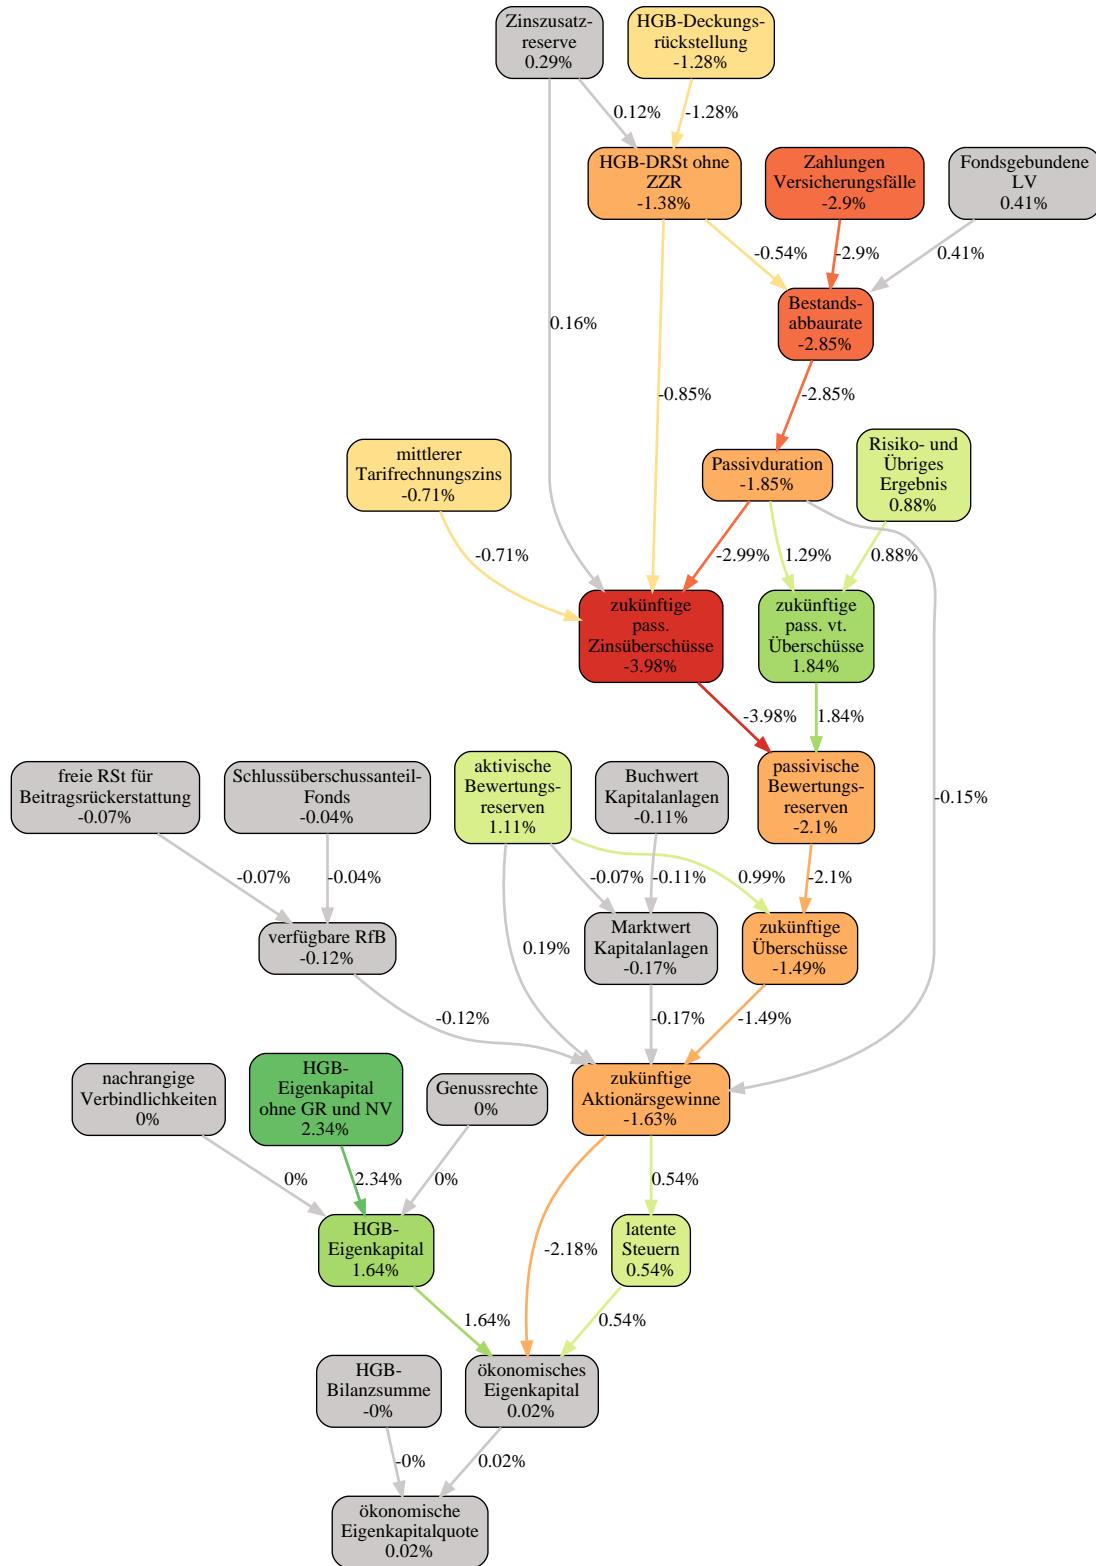 Zinszusatz-
reserve
0.29%
HGB-Deckungs-
rückstellung
-1.28%
0.12%
-1.28%
HGB-DRSt ohne
ZZR
-1.38%
Zahlungen
Versicherungsfälle
-2.9%
Fondsgebundene
LV
0.41%
-0.54%
-2.9%
0.41%
Bestands-
abbaurate
-2.85%
0.16%
-0.85%
-2.85%
mittlerer
Tarifrechnungszins
-0.71%
Passivduration
-1.85%
Risiko- und
Übriges
Ergebnis
0.88%
-0.71%
-2.99%
1.29%
0.88%
zukünftige
pass.
Zinsüberschüsse
-3.98%
zukünftige
pass. vt.
Überschüsse
1.84%
-3.98%
1.84%
freie RSt für
Beitragsrückerstattung
-0.07%
Schlussüberschussanteil-
Fonds
-0.04%
aktivische
Bewertungs-
reserven
1.11%
Buchwert
Kapitalanlagen
-0.11%
passivische
Bewertungs-
reserven
-2.1%
-0.15%
-0.07%
-0.04%
-0.07%
-0.11%
0.99%
-2.1%
verfügbare RfB
-0.12%
0.19%
Marktwert
Kapitalanlagen
-0.17%
zukünftige
Überschüsse
-1.49%
-0.12%
-0.17%
-1.49%
nachrangige
Verbindlichkeiten
0%
HGB-
Eigenkapital
ohne GR und NV
2.34%
Genussrechte
0%
zukünftige
Aktionärsgewinne
-1.63%
0%
2.34%
0%
0.54%
HGB-
Eigenkapital
1.64%
-2.18%
latente
Steuern
0.54%
1.64%
0.54%
HGB-
Bilanzsumme
-0%
ökonomisches
Eigenkapital
0.02%
-0%
0.02%
ökonomische
Eigenkapitalquote
0.02%